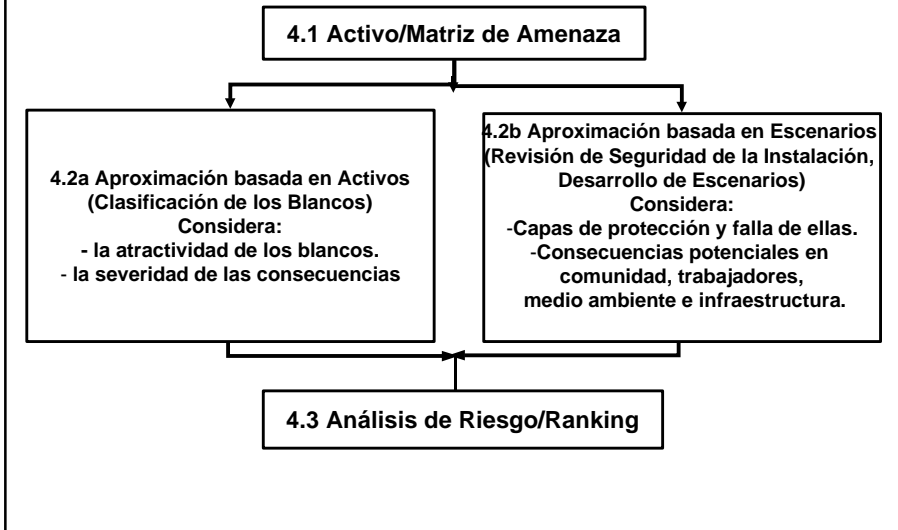 4.1 Activo/Matriz de Amenaza
4.2a Aproximación basada en Activos
(Clasificación de los Blancos)
Considera:
- la atractividad de los blancos.
- la severidad de las consecuencias
4.2b Aproximación basada en Escenarios
(Revisión de Seguridad de la Instalación,
Desarrollo de Escenarios)
Considera:
-Capas de protección y falla de ellas.
-Consecuencias potenciales en
comunidad, trabajadores,
medio ambiente e infraestructura.
4.3 Análisis de Riesgo/Ranking